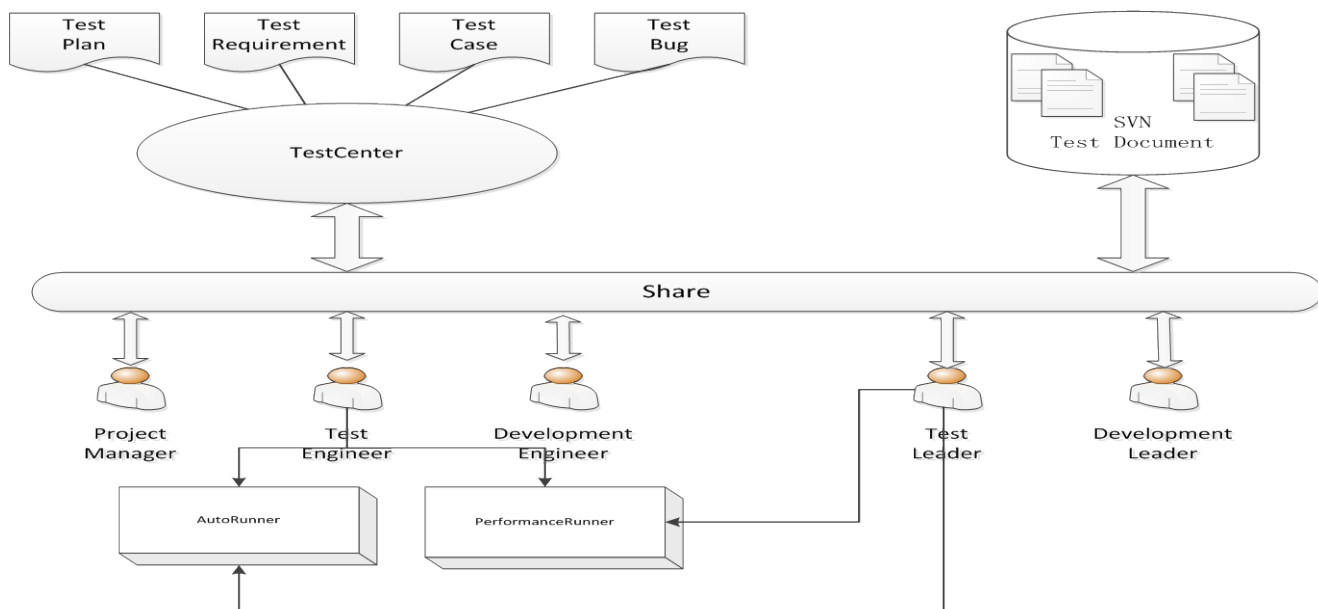 Test
Plan
Test
Requirement
Test
Case
Test
Bug
TestCenter
SVN
Test Document
Share
Project
Manager
Test
Engineer
Development
Engineer
Test
Leader
Development
Leader
AutoRunner
PerformanceRunner